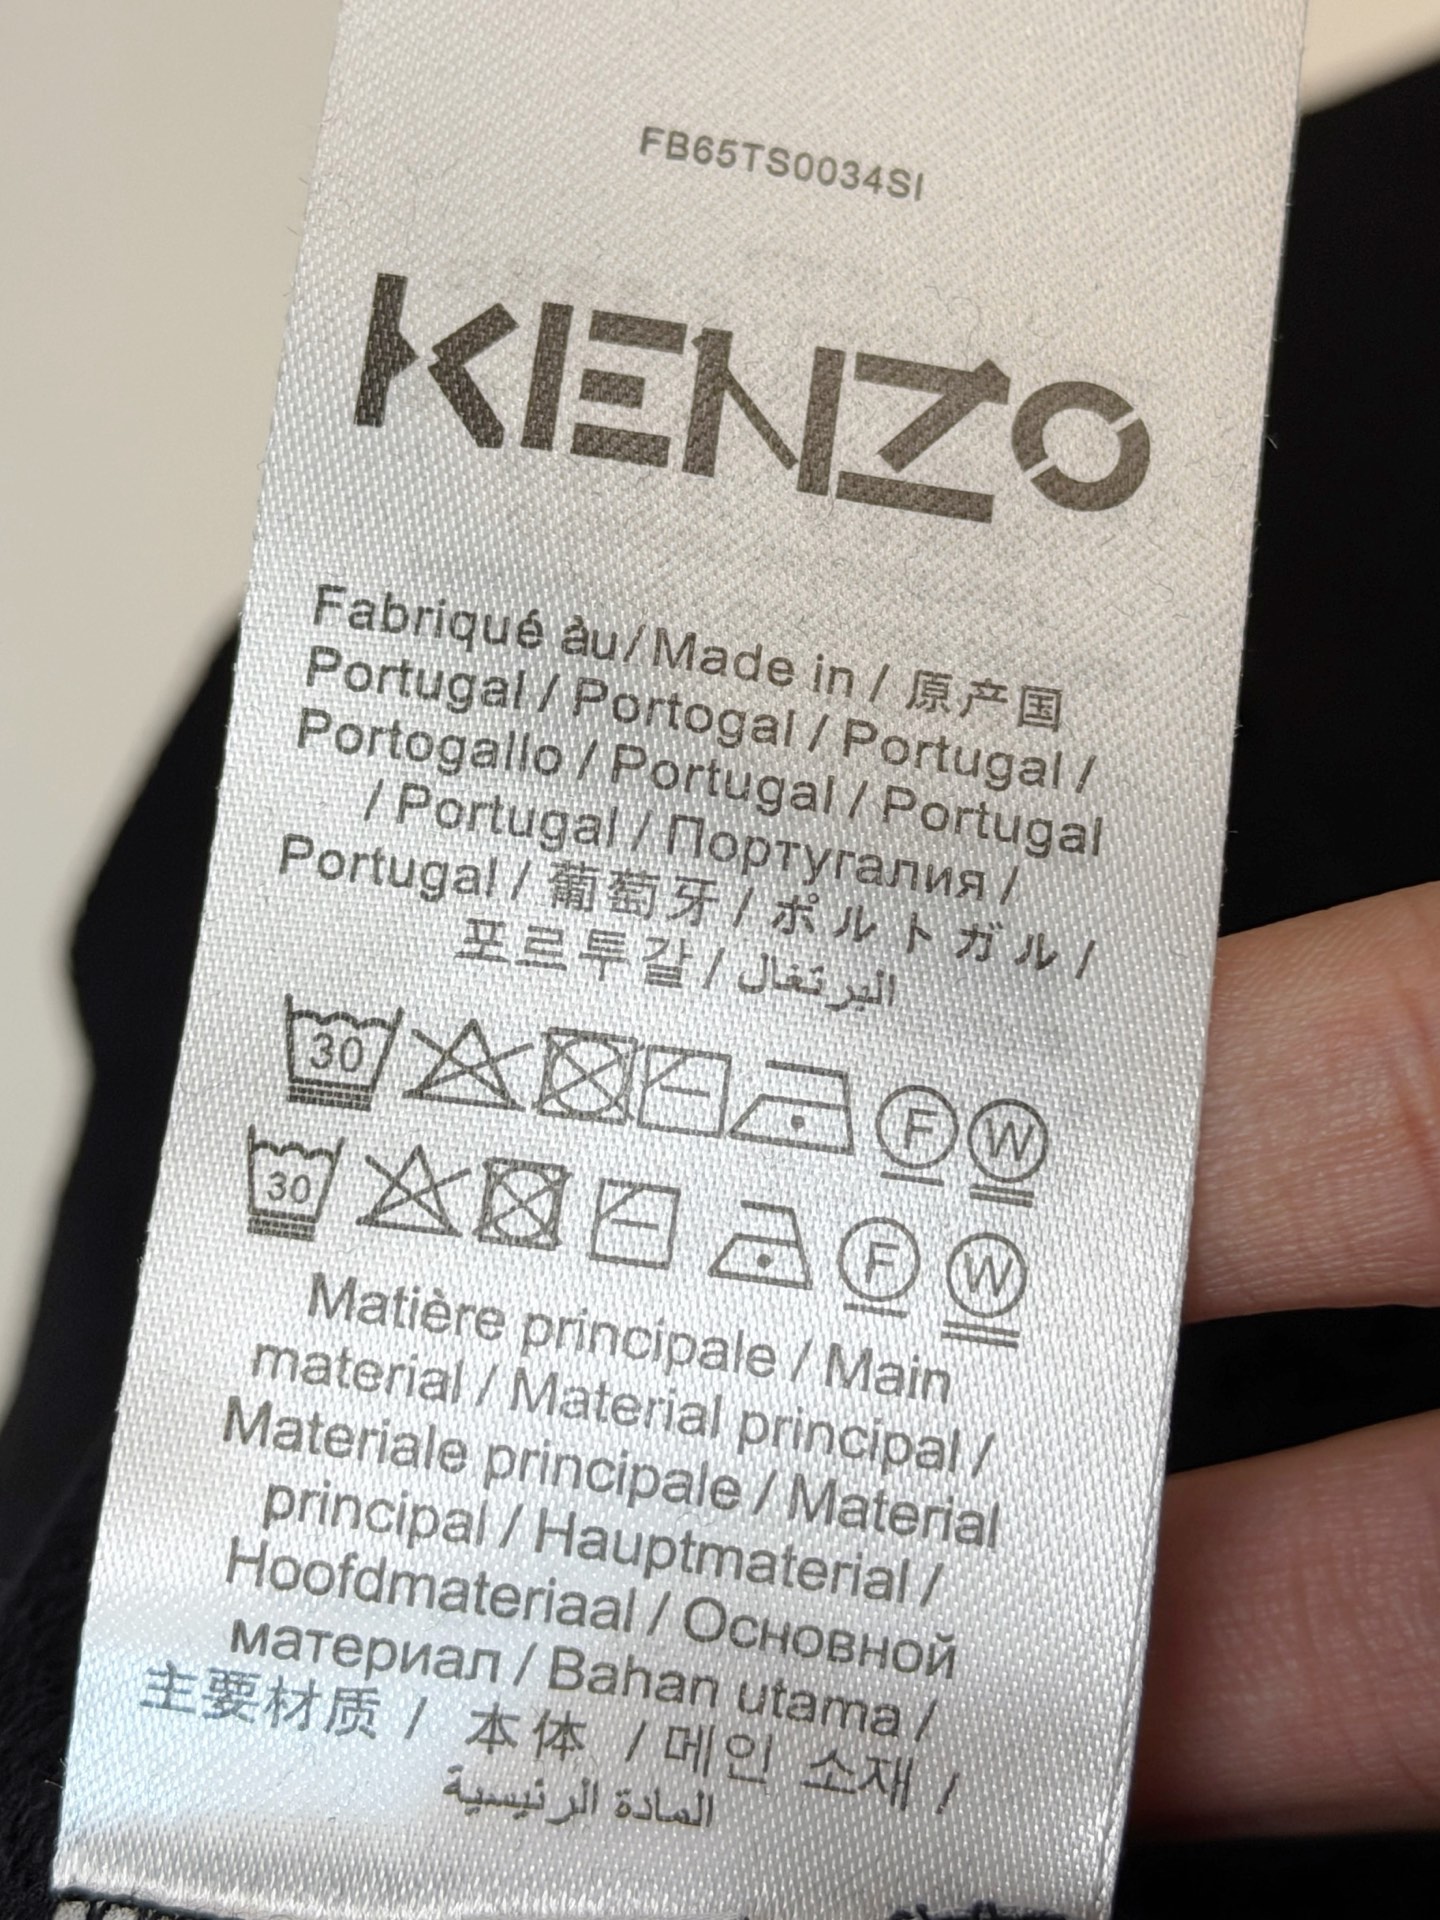 FB65TS0034SI
KENZO
Fabriqué àu/Made in / 原产国
Portugal / Portogal / Portugal /
Portogallo / Portugal / Portugal
/ Portugal / Португалия /
Portugal / 葡萄牙 / ポルトガル /
포르투갈 / البرتغال
30 F W
30 F W
Matière principale / Main
material / Material principal /
Materiale principale / Material
principal / Hauptmaterial /
Hoofdmateriaal / Основной
материал / Bahan utama /
主要材质 / 本体 / 메인 소재 /
المادة الرئيسية